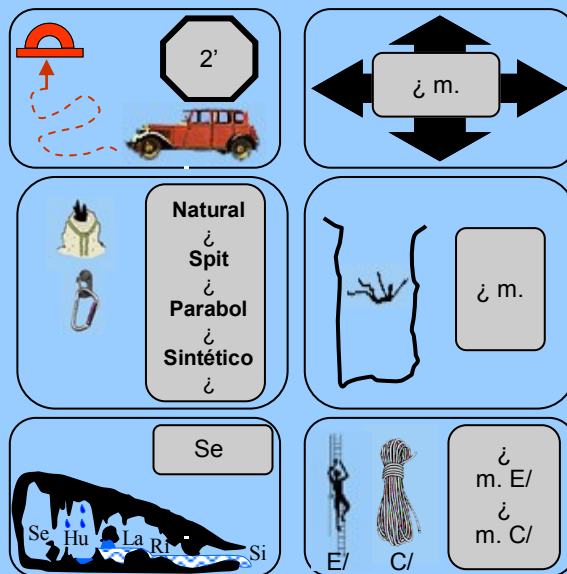 2’
¿ m.
Natural
¿
Spit
¿
Parabol
¿
Sintético
¿
¿ m.
Se
Se Hu La Ri Si
¿
m. E/
¿
m. C/
E/ C/